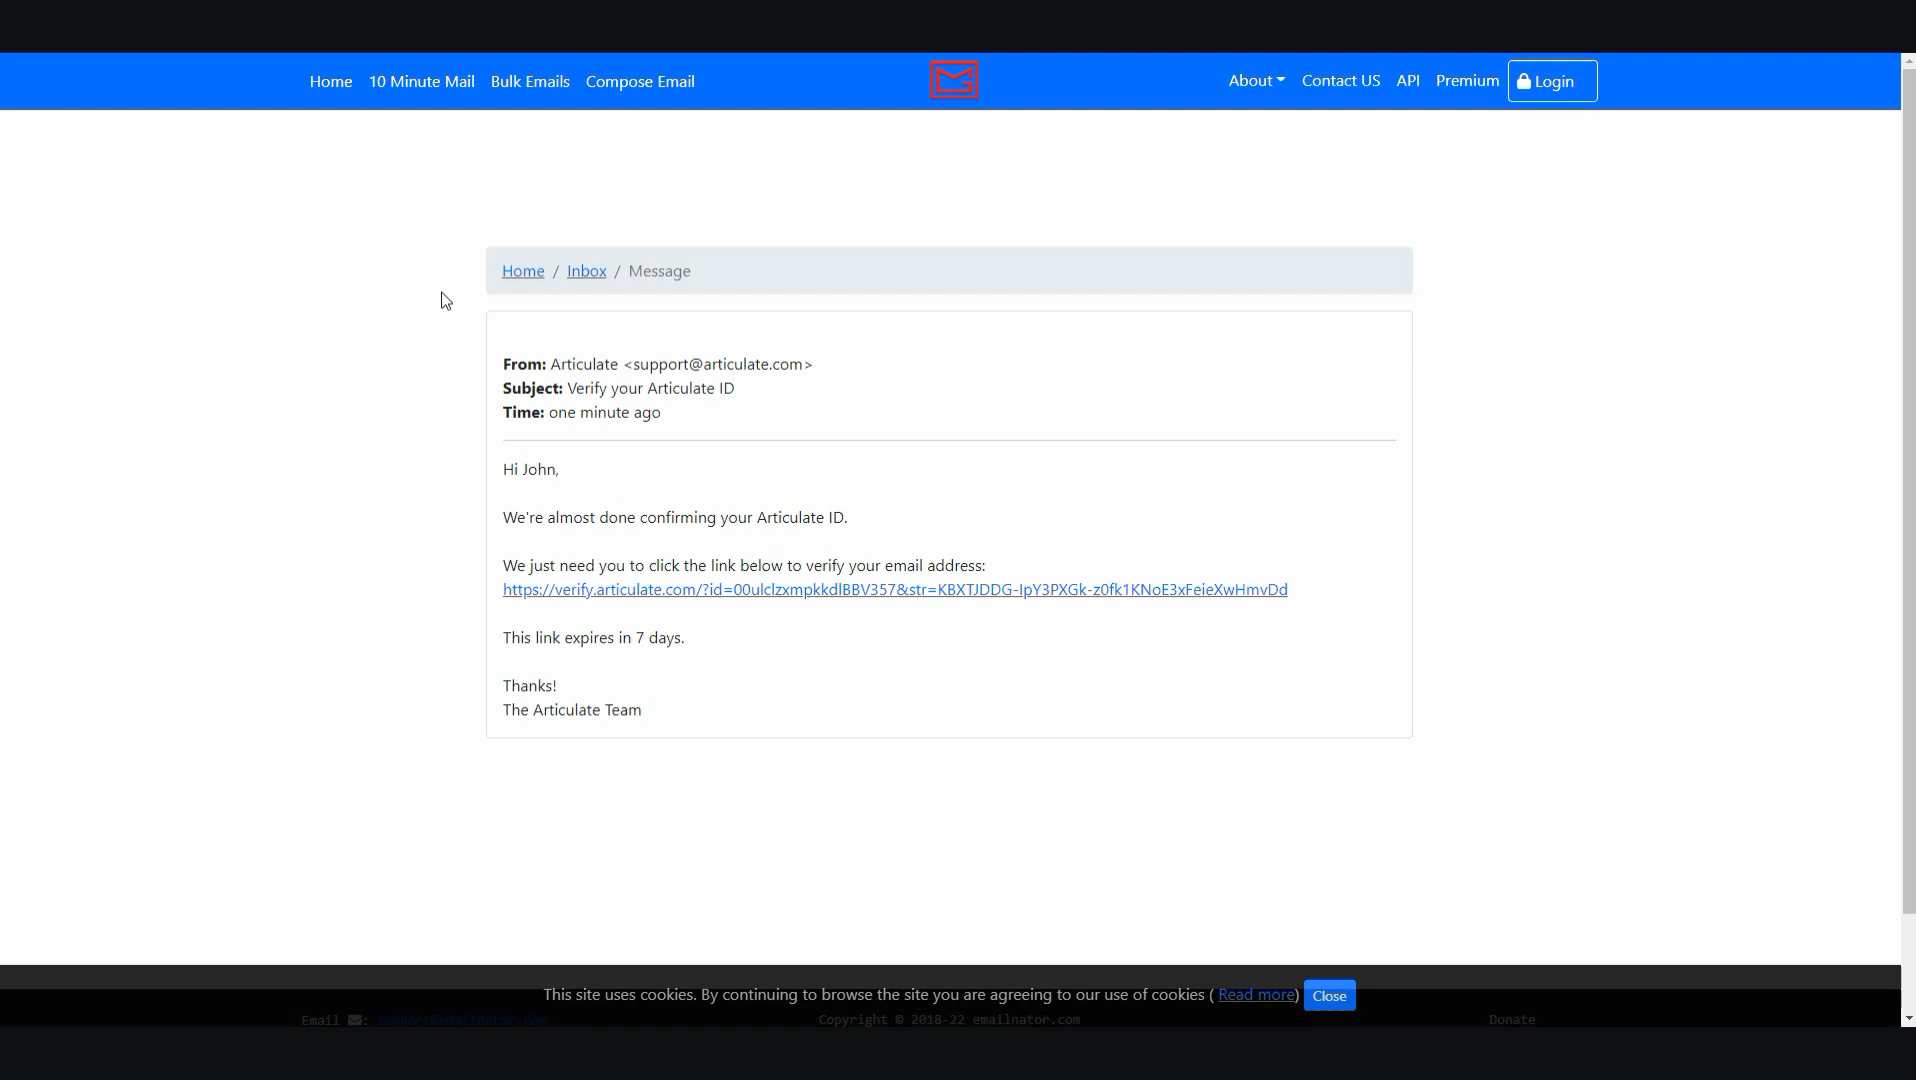 Home 10 Minute Mail Bulk Emails Compose Email About Contact US API Premium Login
Home / Inbox / Message
From: Articulate <support@articulate.com>
Subject: Verify your Articulate ID
Time: one minute ago
Hi John,
We're almost done confirming your Articulate ID.
We just need you to click the link below to verify your email address:
https://verify.articulate.com/?id=00ulclzxmpkkdlBBV357&str=KBXTJDDG-IpY3PXGk-z0fk1KNoE3xFeieXwHmvDd
This link expires in 7 days.
Thanks!
The Articulate Team
This site uses cookies. By continuing to browse the site you are agreeing to our use of cookies ( Read more) Close
Email : support@emailnator.com Copyright © 2018-22 emailnator.com Donate